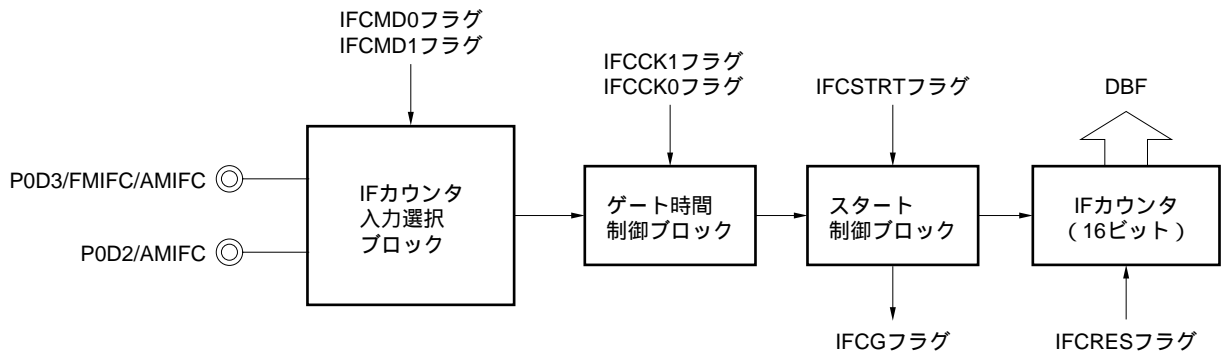 IFCMD0フラグ
IFCMD1フラグ
IFCCK1フラグ
IFCCK0フラグ
IFCSTRTフラグ
DBF
P0D3/FMIFC/AMIFC
P0D2/AMIFC
IFカウンタ
入力選択
ブロック
ゲート時間
制御ブロック
スタート
制御ブロック
IFカウンタ
（16ビット）
IFCGフラグ
IFCRESフラグ